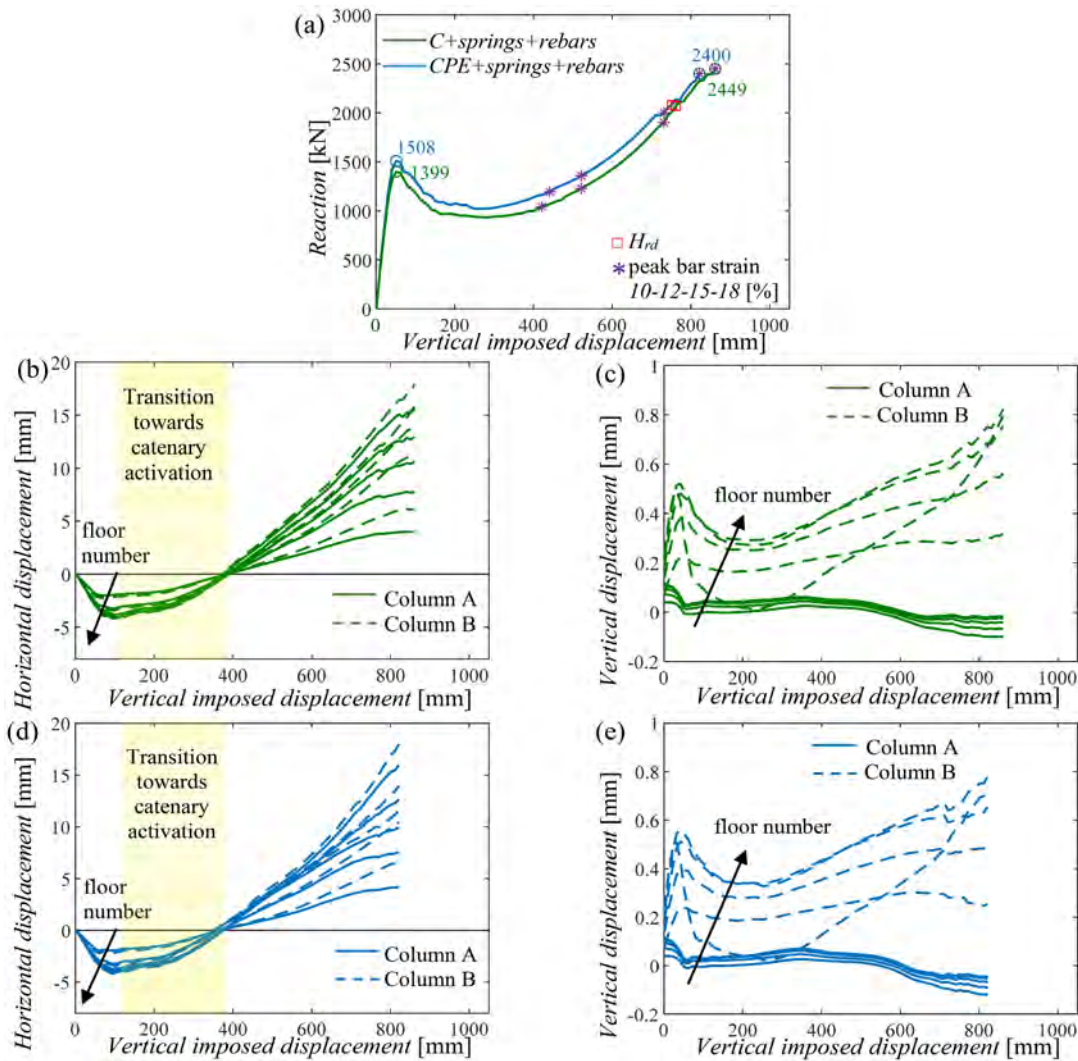 (a)
3000
2500
2000
1500
1000
500
0
Reaction [kN]
C+springs+rebars
CPE+springs+rebars
2400
2449
1508
1399
H_rd
peak bar strain
10-12-15-18 [%]
0 200 400 600 800 1000
Vertical imposed displacement [mm]
(b)
20
15
10
5
0
-5
Horizontal displacement [mm]
Transition
towards
catenary
activation
floor
number
Column A
Column B
0 200 400 600 800 1000
Vertical imposed displacement [mm]
(c)
1
0.8
0.6
0.4
0.2
0
-0.2
Vertical displacement [mm]
Column A
Column B
floor number
0 200 400 600 800 1000
Vertical imposed displacement [mm]
(d)
20
15
10
5
0
-5
Horizontal displacement [mm]
Transition
towards
catenary
activation
floor
number
Column A
Column B
0 200 400 600 800 1000
Vertical imposed displacement [mm]
(e)
1
0.8
0.6
0.4
0.2
0
-0.2
Vertical displacement [mm]
Column A
Column B
floor number
0 200 400 600 800 1000
Vertical imposed displacement [mm]